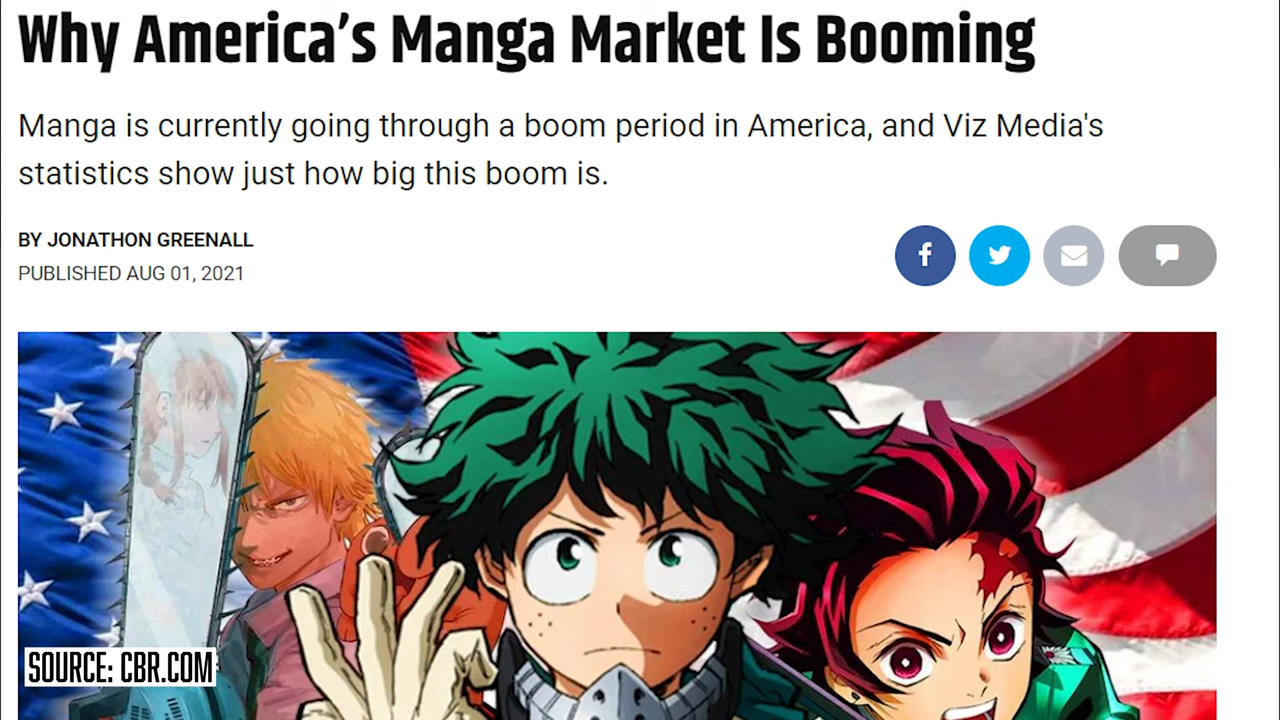 Why America's Manga Market Is Booming
Manga is currently going through a boom period in America, and Viz Media's
statistics show just how big this boom is.
BY JONATHON GREENALL
PUBLISHED AUG 01, 2021
SOURCE: CBR.COM